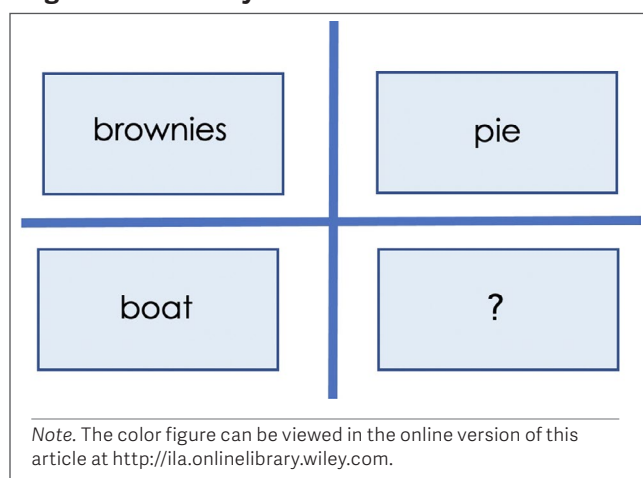 brownies
pie
boat
?
Note. The color figure can be viewed in the online version of this
article at http://ila.onlinelibrary.wiley.com.